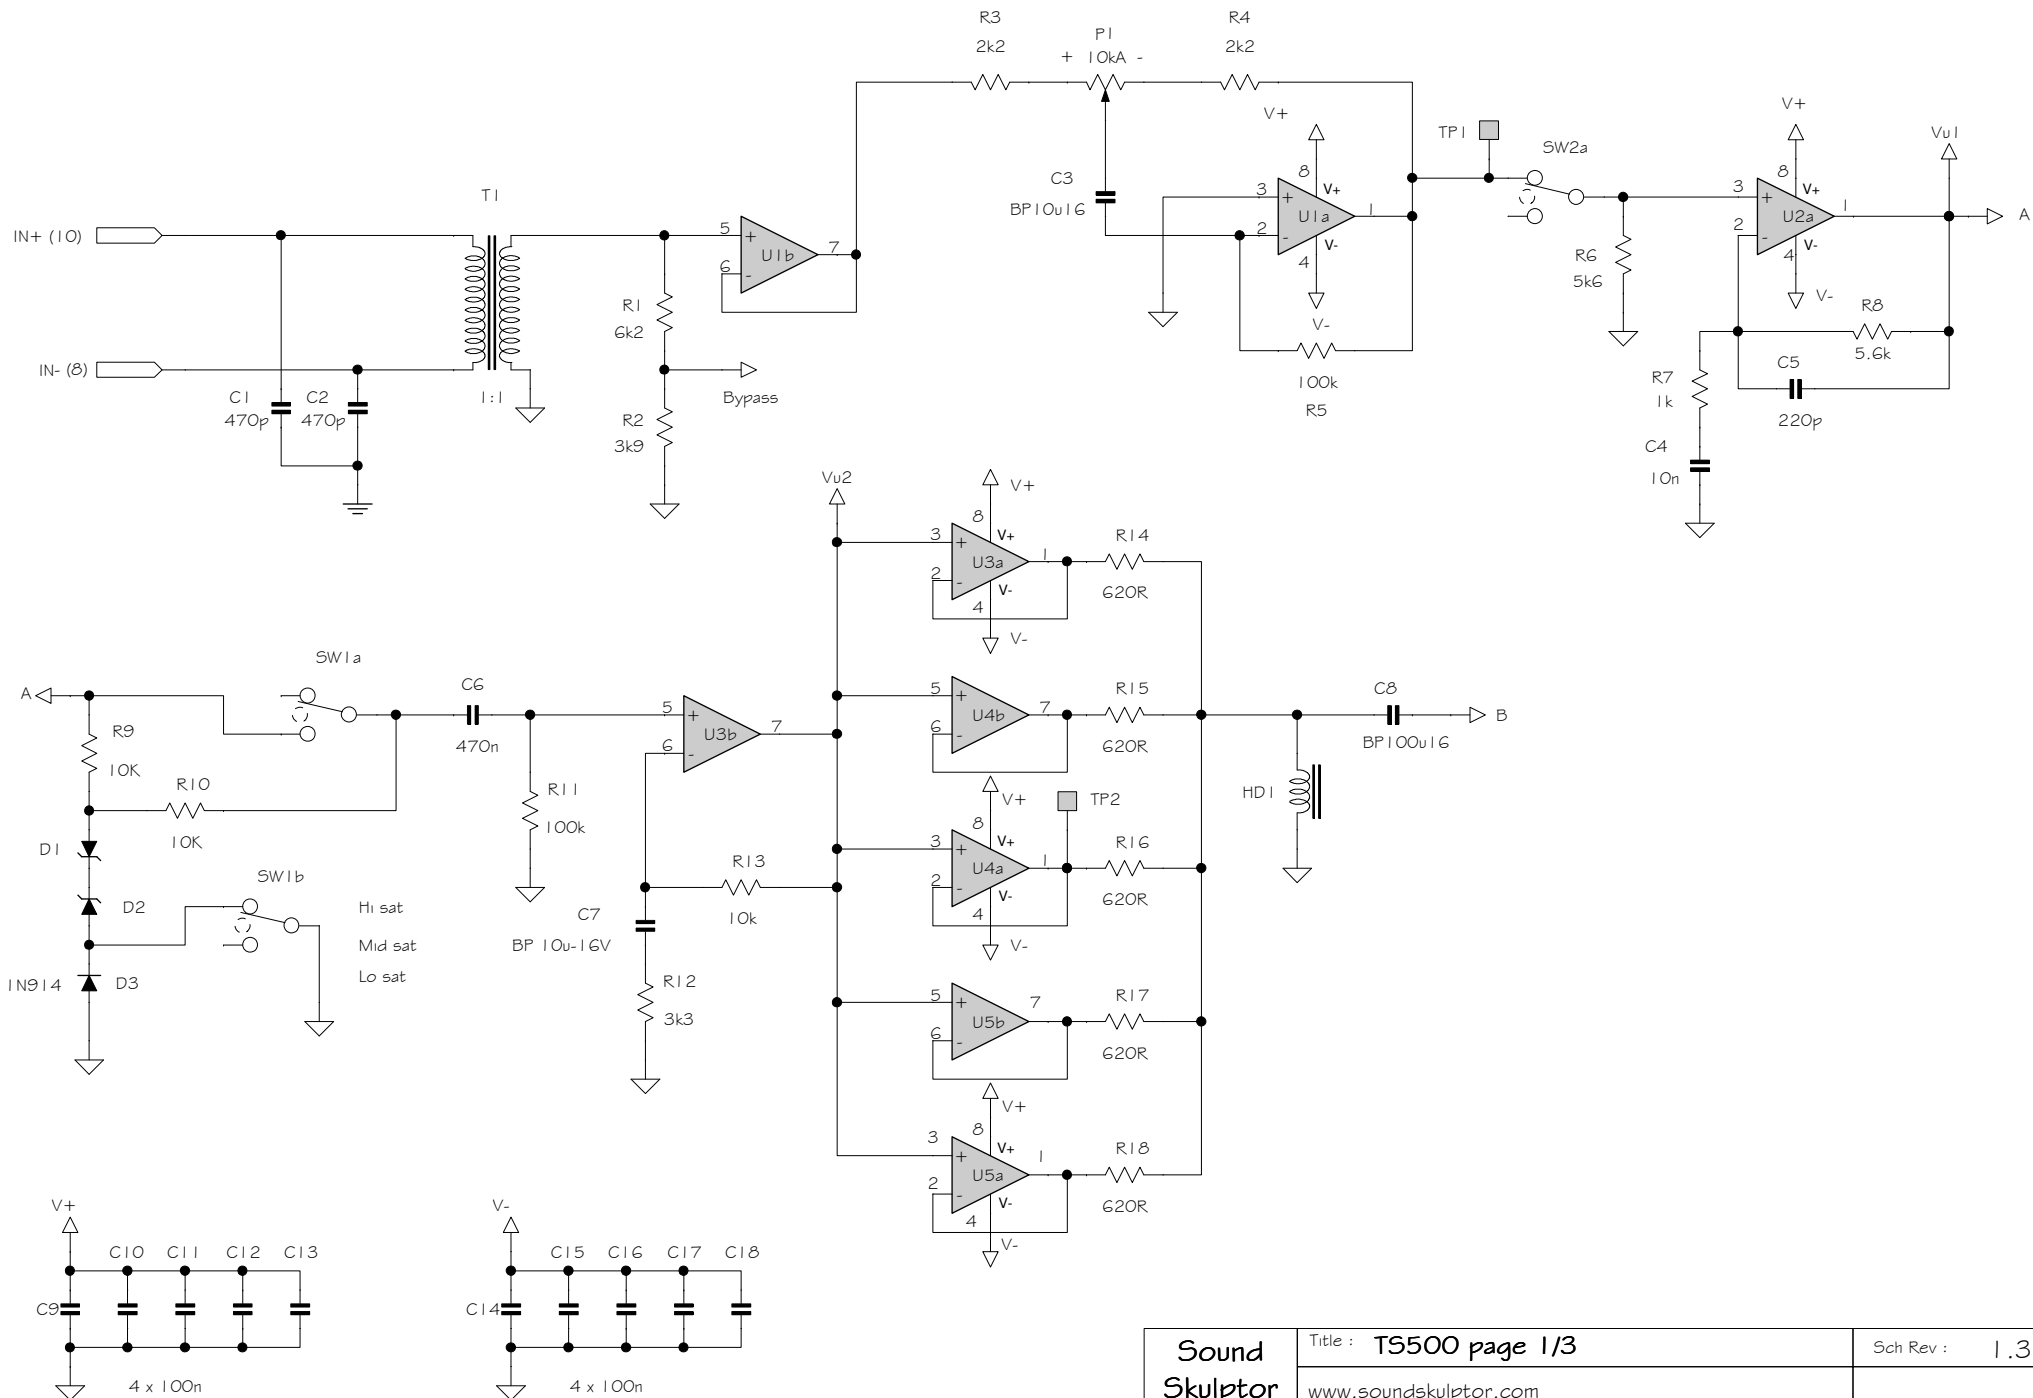 R3
2k2
P1
+ 10kA -
R4
2k2
V+
8
3 + V+
U1a 1
2 - V-
4
V-
100k
R5
C3
BP10u16
TP1
SW2a
R6
5k6
V+
8
3 + V+
U2a 1
2 - V-
4
V-
Vu1
A
R8
5.6k
C5
220p
R7
1k
C4
10n
IN+ (10)
IN- (8)
T1
1:1
C1
470p
C2
470p
R1
6k2
R2
3k9
Bypass
5 +
U1b 7
6 -
Vu2
V+
8
3 + V+
U3a 1
2 - V-
4
V-
R14
620R
5 +
U4b 7
6 -
R15
620R
V+
8
3 + V+
U4a 1
2 - V-
4
V-
TP2
R16
620R
5 +
U5b 7
6 -
R17
620R
V+
8
3 + V+
U5a 1
2 - V-
4
V-
R18
620R
C8
BP100u16
B
HD1
A
SW1a
R9
10K
R10
10K
D1
D2
1N914
D3
SW1b
Hi sat
Mid sat
Lo sat
C6
470n
R11
100k
5 +
U3b 7
6 -
R13
10k
C7
BP 10u-16V
R12
3k3
V+
C9
C10
C11
C12
C13
4 x 100n
V-
C14
C15
C16
C17
C18
4 x 100n
Sound
Skulptor
Title : TS500 page 1/3
Sch Rev : 1.3
www.soundskulptor.com